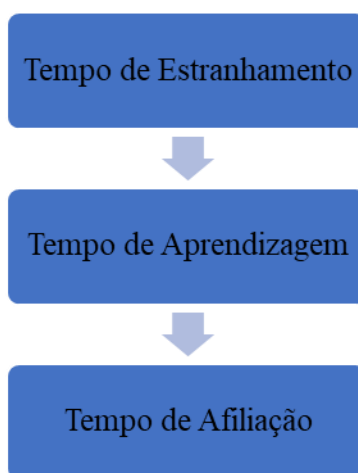 Tempo de Estranhamento
Tempo de Aprendizagem
Tempo de Afiliação